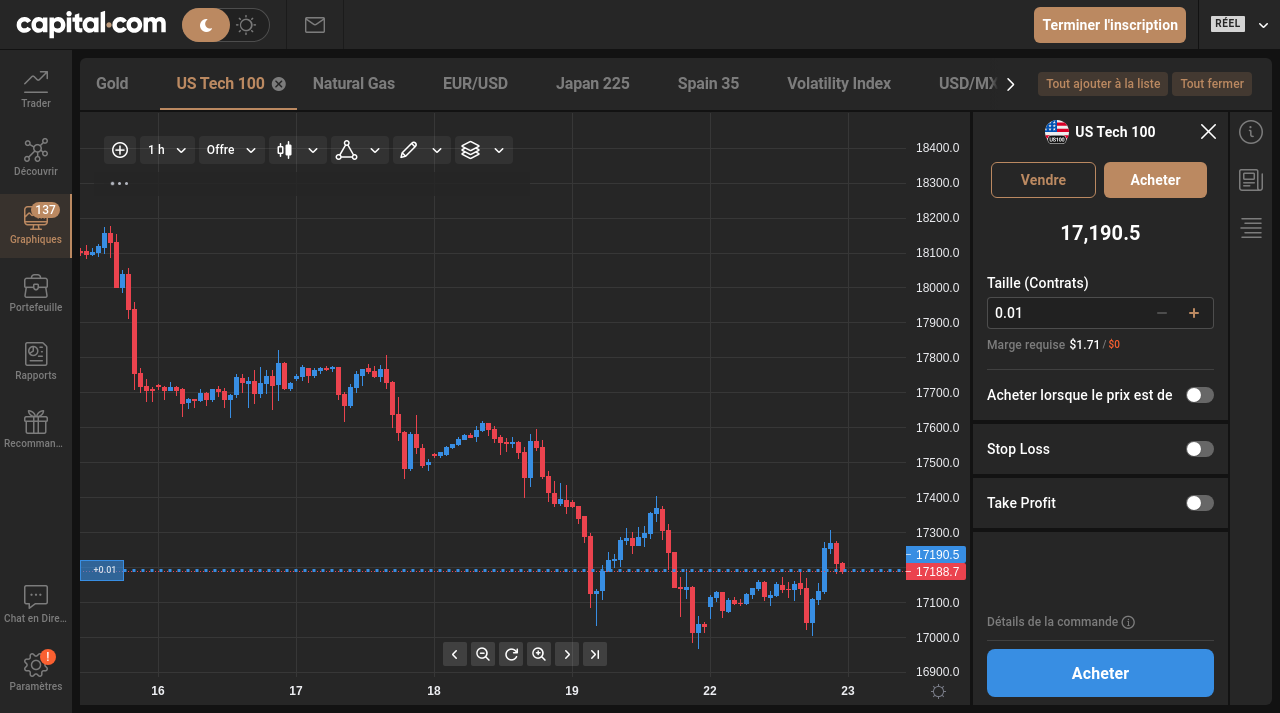 capital.com
Terminer l'inscription
RÉEL
Trader
Découvrir
137
Graphiques
Portefeuille
Rapports
Recomman...
Chat en Dire...
!
Paramètres
Gold
US Tech 100
Natural Gas
EUR/USD
Japan 225
Spain 35
Volatility Index
USD/MX
Tout ajouter à la liste
Tout fermer
1 h
Offre
18400.0
18300.0
18200.0
18100.0
18000.0
17900.0
17800.0
17700.0
17600.0
17500.0
17400.0
17300.0
17190.5
17188.7
17100.0
17000.0
16900.0
+0.01
16
17
18
19
22
23
US100
US Tech 100
Vendre
Acheter
17,190.5
Taille (Contrats)
0.01
Marge requise $1.71 / $0
Acheter lorsque le prix est de
Stop Loss
Take Profit
Détails de la commande
Acheter